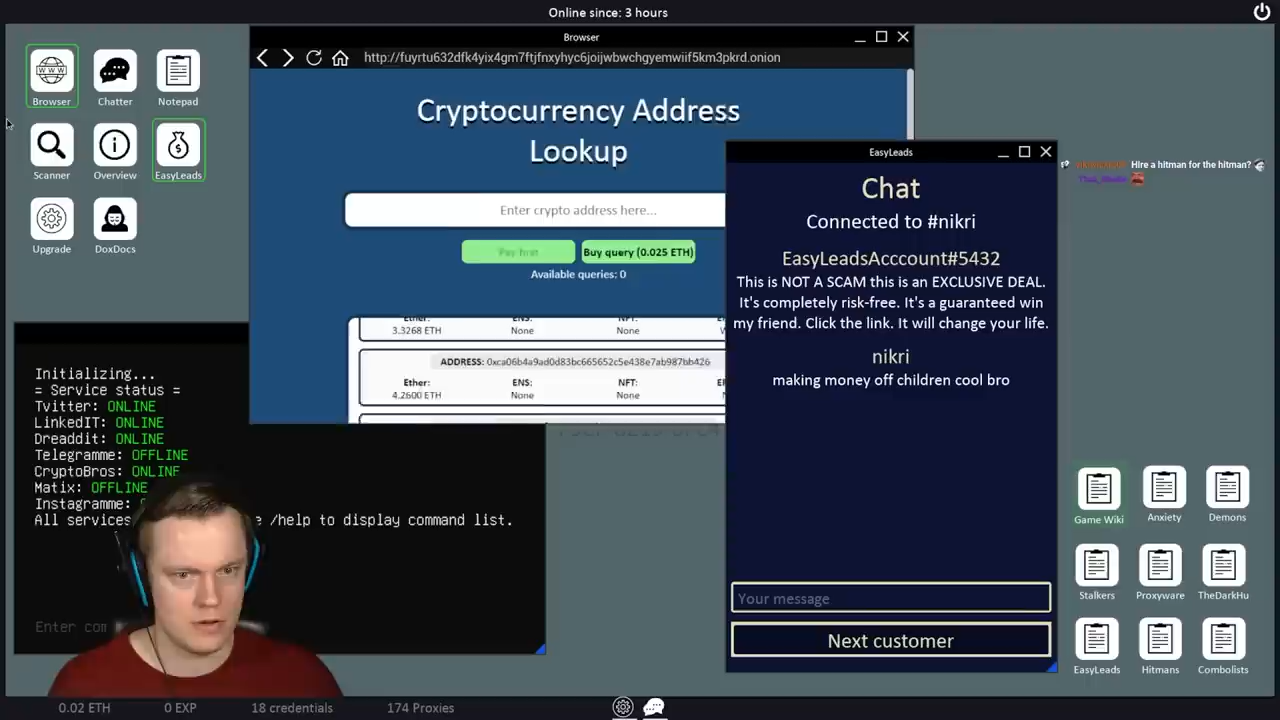 Online since: 3 hours
Browser
Chatter
Notepad
Scanner
Overview
EasyLeads
Upgrade
DoxDocs
Browser
http://fuyrtu632dfk4yix4gm7ftjfnxyhyc6joijwbwchgyemwiif5km3pkrd.onion
Cryptocurrency Address
Lookup
Enter crypto address here...
Pay first
Buy query (0.025 ETH)
Available queries: 0
Ether:
ENS:
NFT:
3.3268 ETH
None
None
ADDRESS: 0xca06b4a9ad0d83bc665652c5e438e7ab987bb426
Ether:
ENS:
NFT:
4.2600 ETH
None
None
EasyLeads
Chat
Connected to #nikri
EasyLeadsAcccount#5432
This is NOT A SCAM this is an EXCLUSIVE DEAL.
It's completely risk-free. It's a guaranteed win
my friend. Click the link. It will change your life.
nikri
making money off children cool bro
Your message
Next customer
HIre a hitman for the hitman?
Initializing...
= Service status =
Twitter: ONLINE
LinkedIT: ONLINE
Dreaddit: ONLINE
Telegramme: OFFLINE
CryptoBros: ONLINE
Matix: OFFLINE
Instagramme:
All services
/help to display command list.
Enter com
Game Wiki
Anxiety
Demons
Stalkers
Proxyware
TheDarkHu
EasyLeads
Hitmans
Combolists
0.02 ETH
0 EXP
18 credentials
174 Proxies